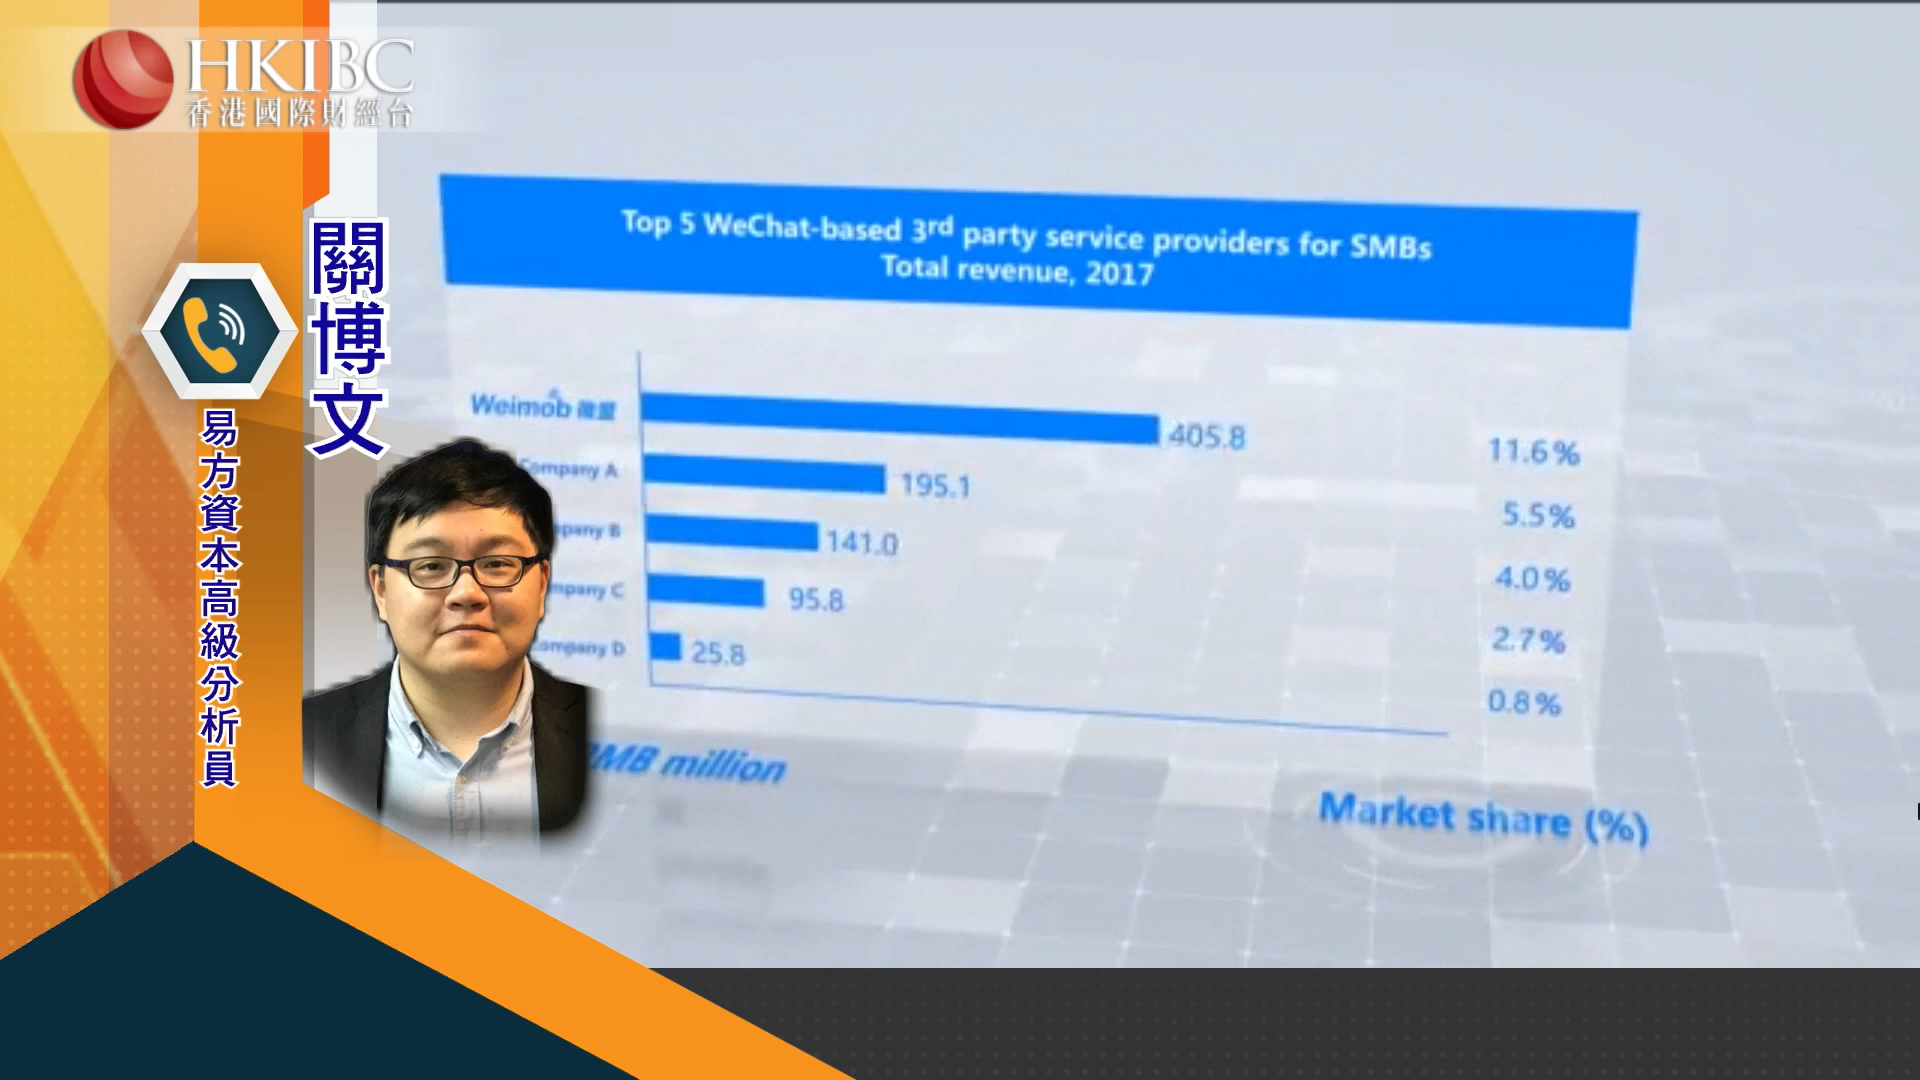 HKIBC
香港國際財經台
關博文
易方資本高級分析員
Top 5 WeChat-based 3rd party service providers for SMBs
Total revenue, 2017
Weimob 微盟 405.8 11.6%
Company A 195.1 5.5%
pany B 141.0 4.0%
mpany C 95.8 2.7%
Company D 25.8 0.8%
RMB million
Market share (%)